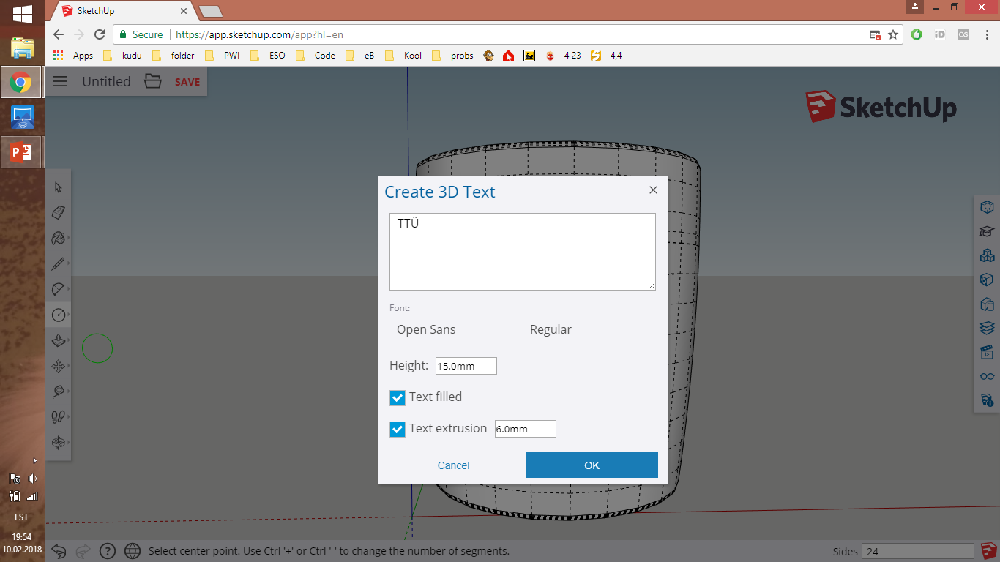 SketchUp
Secure https://app.sketchup.com/app?hl=en
Apps kudu folder PWI ESO Code eB Kool probs 4 23 4,4
Untitled SAVE
SketchUp
Create 3D Text
TTÜ
Font:
Open Sans Regular
Height: 15.0mm
Text filled
Text extrusion 6.0mm
Cancel OK
EST
19:54
10.02.2018
Select center point. Use Ctrl '+' or Ctrl '-' to change the number of segments.
Sides 24